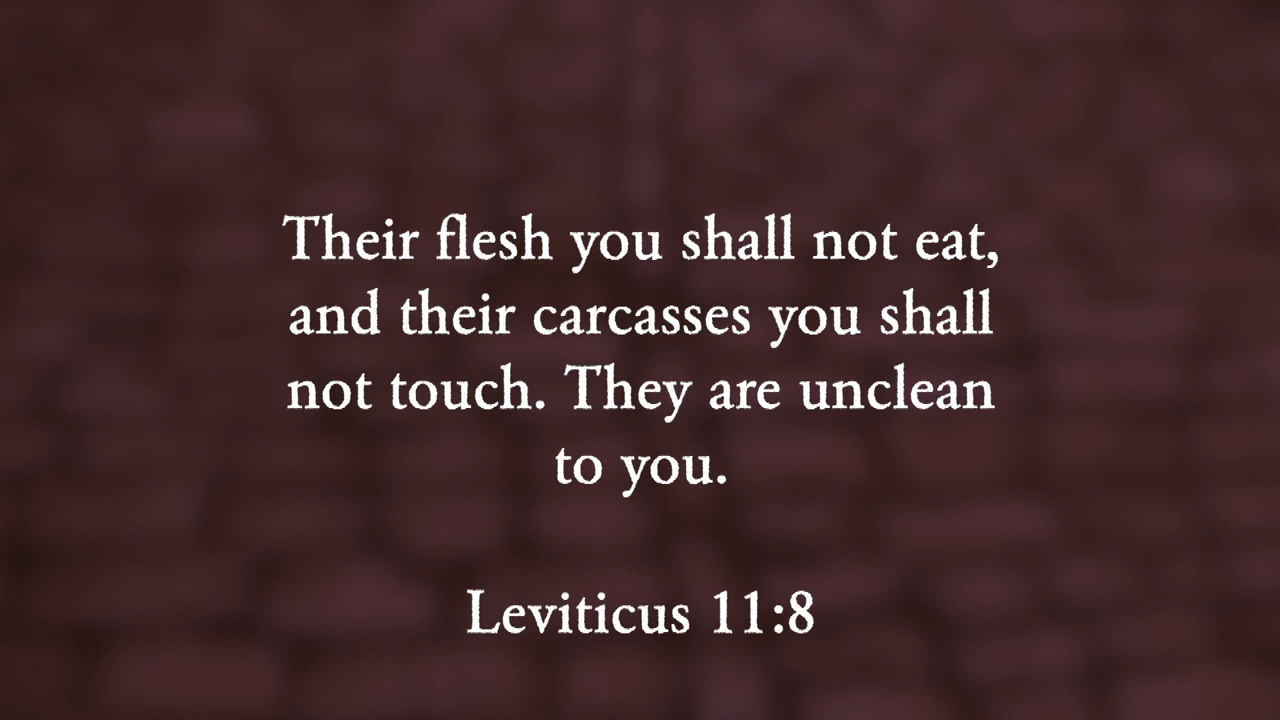 Their flesh you shall not eat,
and their carcasses you shall
not touch. They are unclean
to you.
Leviticus 11:8